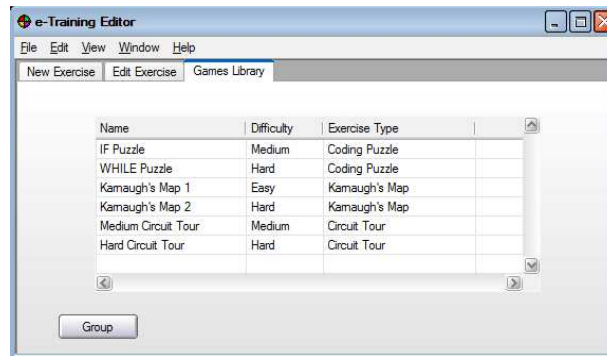 e-Training Editor
File Edit View Window Help
New Exercise Edit Exercise Games Library
Name Difficulty Exercise Type
IF Puzzle Medium Coding Puzzle
WHILE Puzzle Hard Coding Puzzle
Karnaugh's Map 1 Easy Karnaugh's Map
Karnaugh's Map 2 Hard Karnaugh's Map
Medium Circuit Tour Medium Circuit Tour
Hard Circuit Tour Hard Circuit Tour
Group